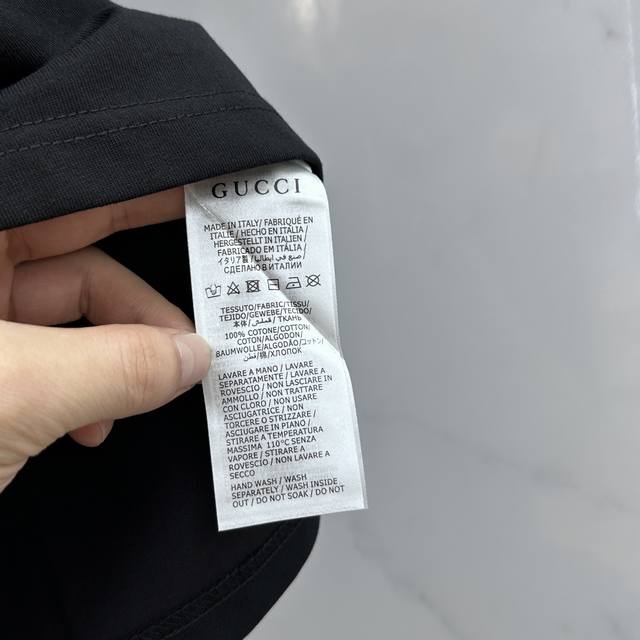 GUCCI
MADE IN ITALY/ FABRIQUÉ EN
ITALIE / HECHO EN ITALIA/
HERGESTELLT IN ITALIEN/
FABRICADO EM ITÁLIA/
イタリア製/ صنع في ايطاليا/
СДЕЛАНО В ИТАЛИИ
TESSUTO/FABRIC/TISSU/
TEJIDO/GEWEBE/TECIDO/
本体/ قماش/ ТКАНЬ
100% COTONE/COTTON/
COTON/ALGODON/
BAUMWOLLE/ALGODÃO/コットン/
棉/قطن/ХЛОПОК
LAVARE A MANO / LAVARE
SEPARATAMENTE / LAVARE
ROVESCIO / NON LASCIARE IN
AMMOLLO / NON TRATTARE
CON CLORO / NON USARE
ASCIUGATRICE / NON
TORCERE O STRIZZARE /
ASCIUGARE IN PIANO /
STIRARE A TEMPERATURA
MASSIMA 110°C SENZA
VAPORE / STIRARE A
ROVESCIO / NON LAVARE A
SECCO
HAND WASH / WASH
SEPARATELY / WASH INSIDE
OUT / DO NOT SOAK / DO NOT